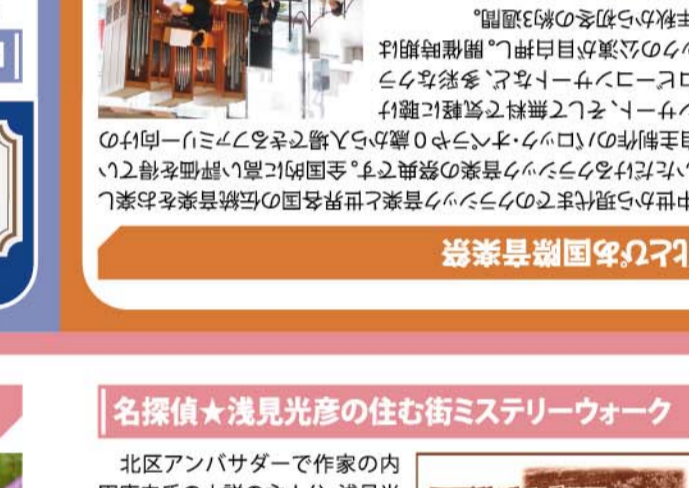 北とぴあ国際音楽祭
中世から現代までのクラシック音楽と世界各国の伝統音楽をお楽し
いただけるクラシック音楽の祭典です。全国的に高い評価を得てい
自主制作のバロック・オペラや０歳から入場できるファミリー向けの
ンサート、そして無料で気軽に聴け
ロビーコンサートなど、多彩なクラ
ックの公演が目白押し。開催時期は
年秋から初冬の約3週間。
名探偵★浅見光彦の住む街ミステリーウォーク
北区アンバサダーで作家の内